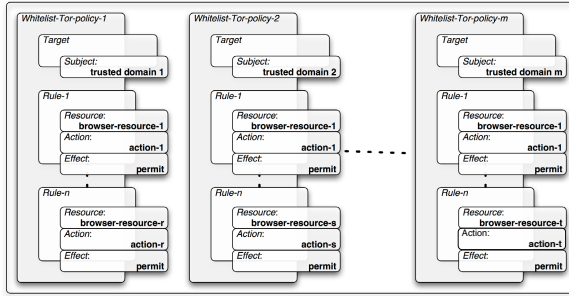 Whitelist-Tor-policy-1
Target
Subject:
trusted domain 1
Rule-1
Resource:
browser-resource-1
Action:
action-1
Effect:
permit
Rule-n
Resource:
browser-resource-r
Action:
action-r
Effect:
permit
Whitelist-Tor-policy-2
Target
Subject:
trusted domain 2
Rule-1
Resource:
browser-resource-1
Action:
action-1
Effect:
permit
Rule-n
Resource:
browser-resource-s
Action:
action-s
Effect:
permit
Whitelist-Tor-policy-m
Target
Subject:
trusted domain m
Rule-1
Resource:
browser-resource-1
Action:
action-1
Effect:
permit
Rule-n
Resource:
browser-resource-t
Action:
action-t
Effect:
permit